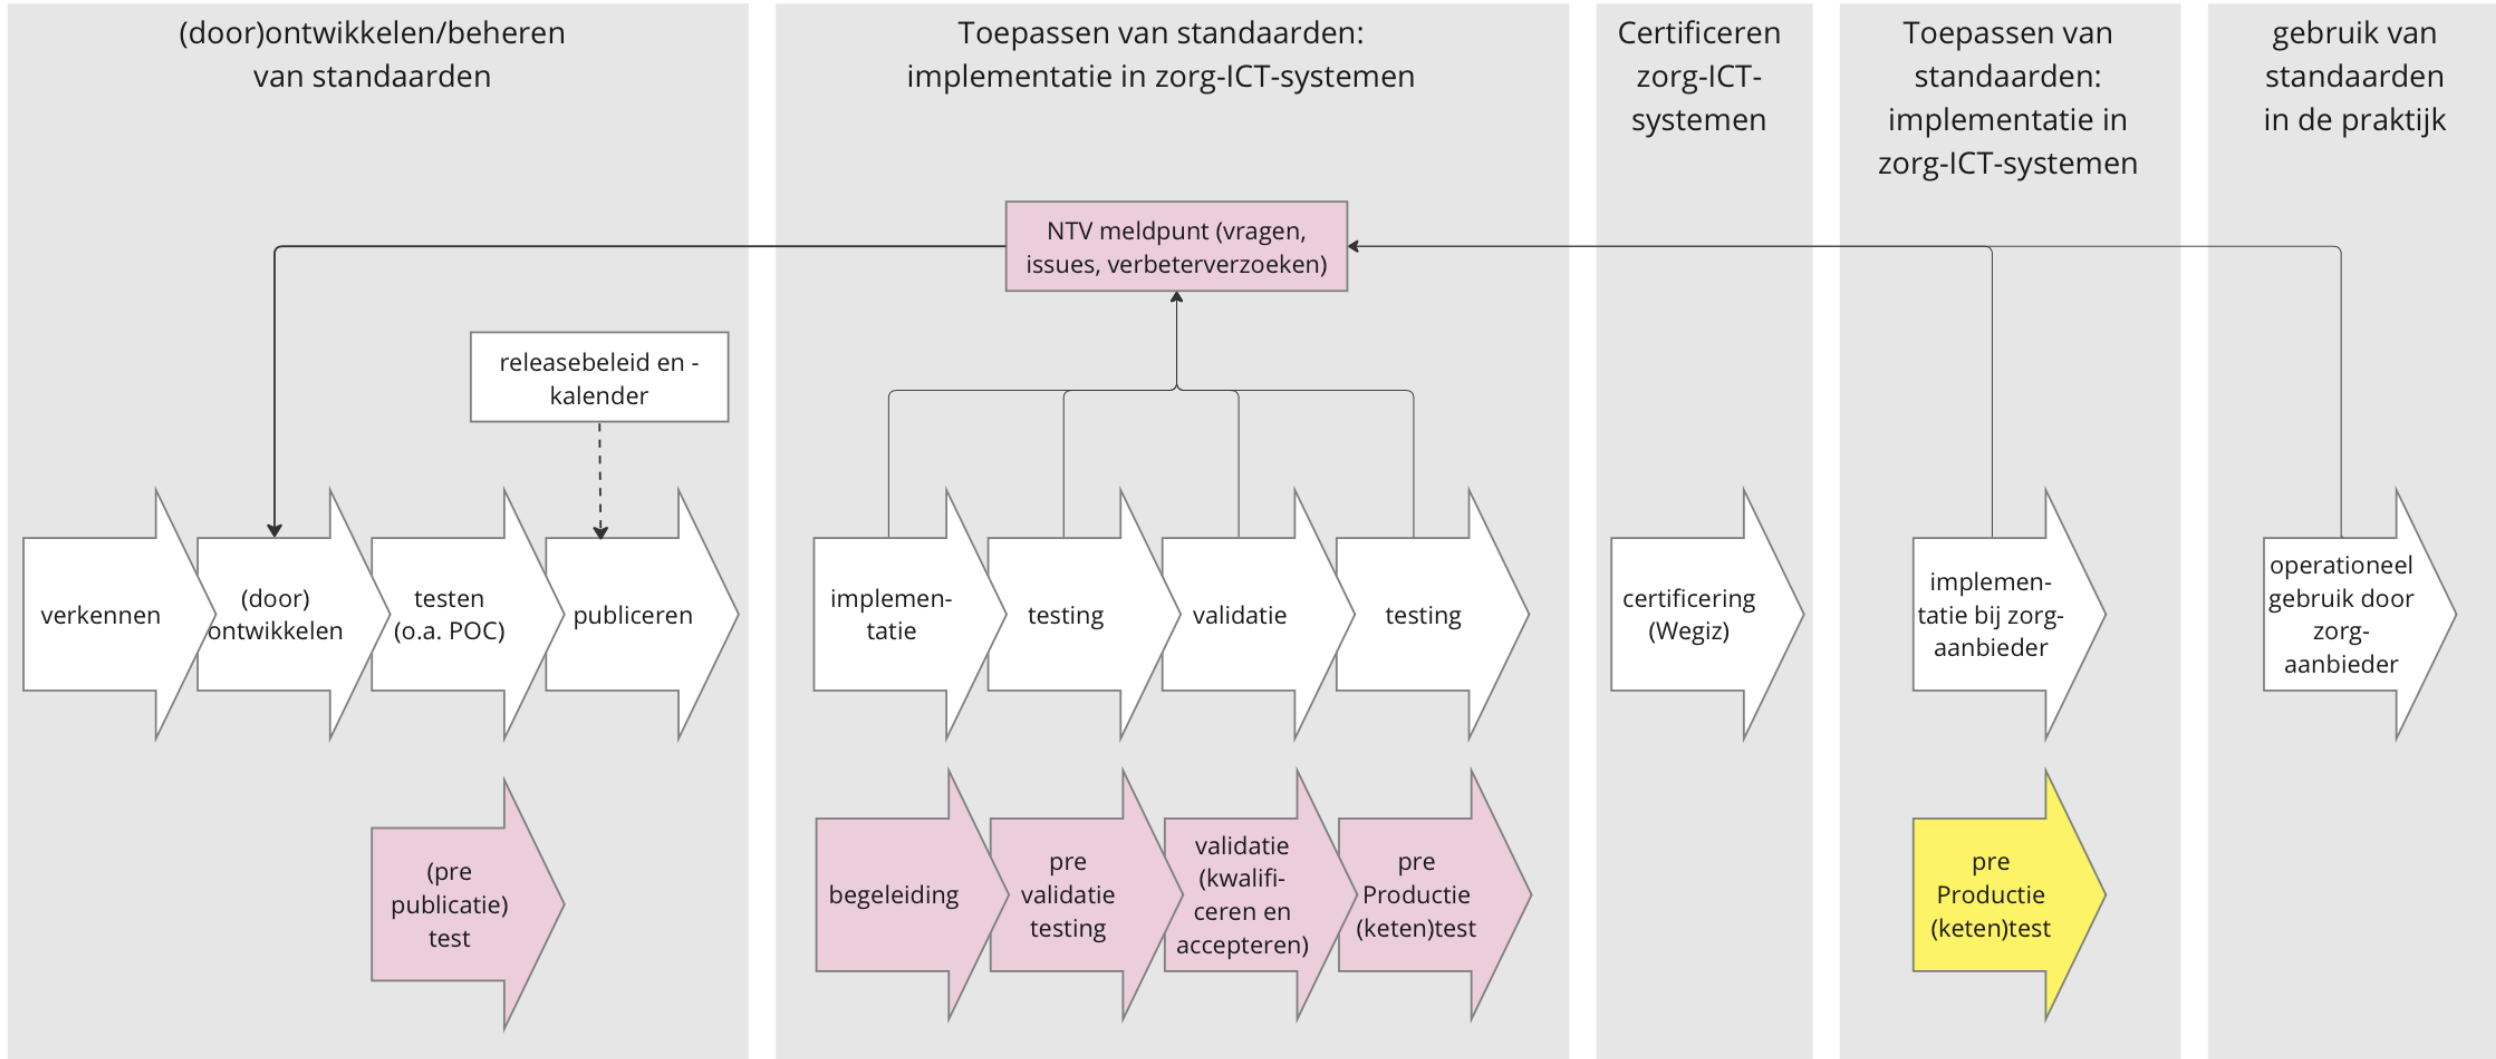 (door)ontwikkelen/beheren
van standaarden
Toepassen van standaarden:
implementatie in zorg-ICT-systemen
Certificeren
zorg-ICT-
systemen
Toepassen van
standaarden:
implementatie in
zorg-ICT-systemen
gebruik van
standaarden
in de praktijk
NTV meldpunt (vragen,
issues, verbeterverzoeken)
releasebeleid en -
kalender
verkennen
(door)
ontwikkelen
testen
(o.a. POC)
publiceren
implemen-
tatie
testing
validatie
testing
certificering
(Wegiz)
implemen-
tatie bij zorg-
aanbieder
operationeel
gebruik door
zorg-
aanbieder
(pre
publicatie)
test
begeleiding
pre
validatie
testing
validatie
(kwalifi-
ceren en
accepteren)
pre
Productie
(keten)test
pre
Productie
(keten)test